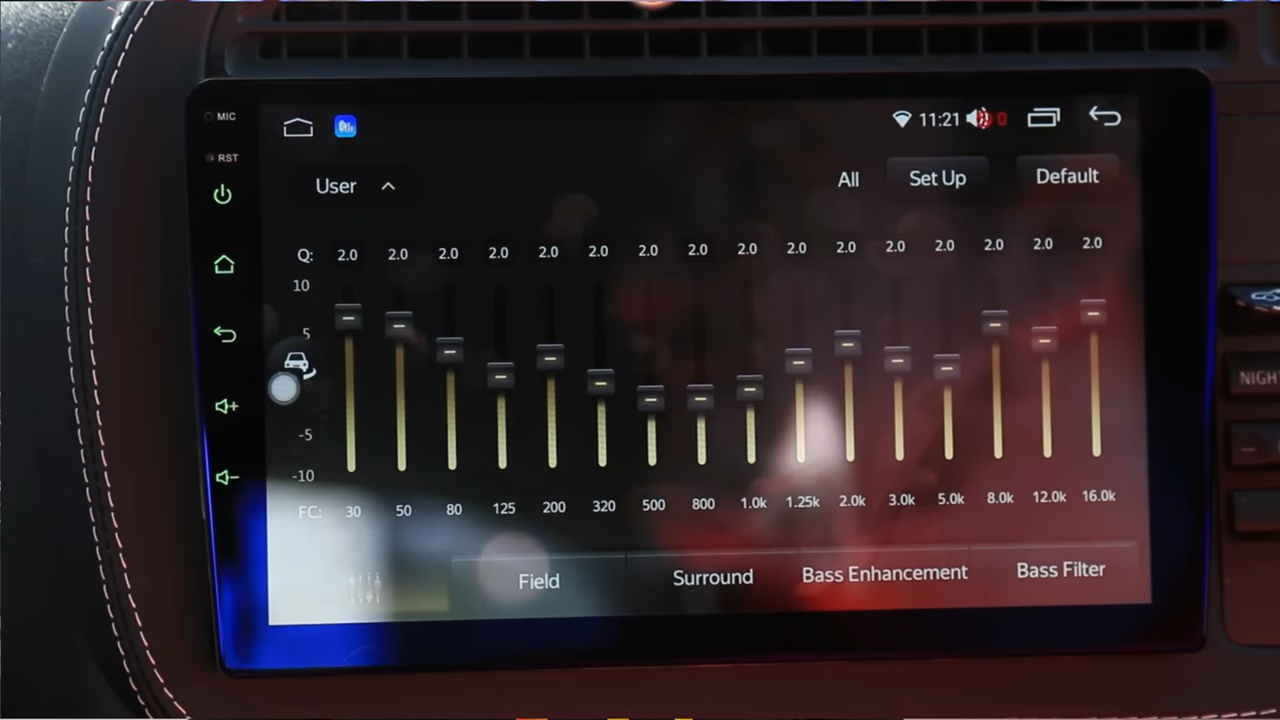 MIC
11:21 0
RST
User All Set Up Default
Q: 2.0 2.0 2.0 2.0 2.0 2.0 2.0 2.0 2.0 2.0 2.0 2.0 2.0 2.0 2.0 2.0
10
5
-5
-10
FC: 30 50 80 125 200 320 500 800 1.0k 1.25k 2.0k 3.0k 5.0k 8.0k 12.0k 16.0k
Field Surround Bass Enhancement Bass Filter